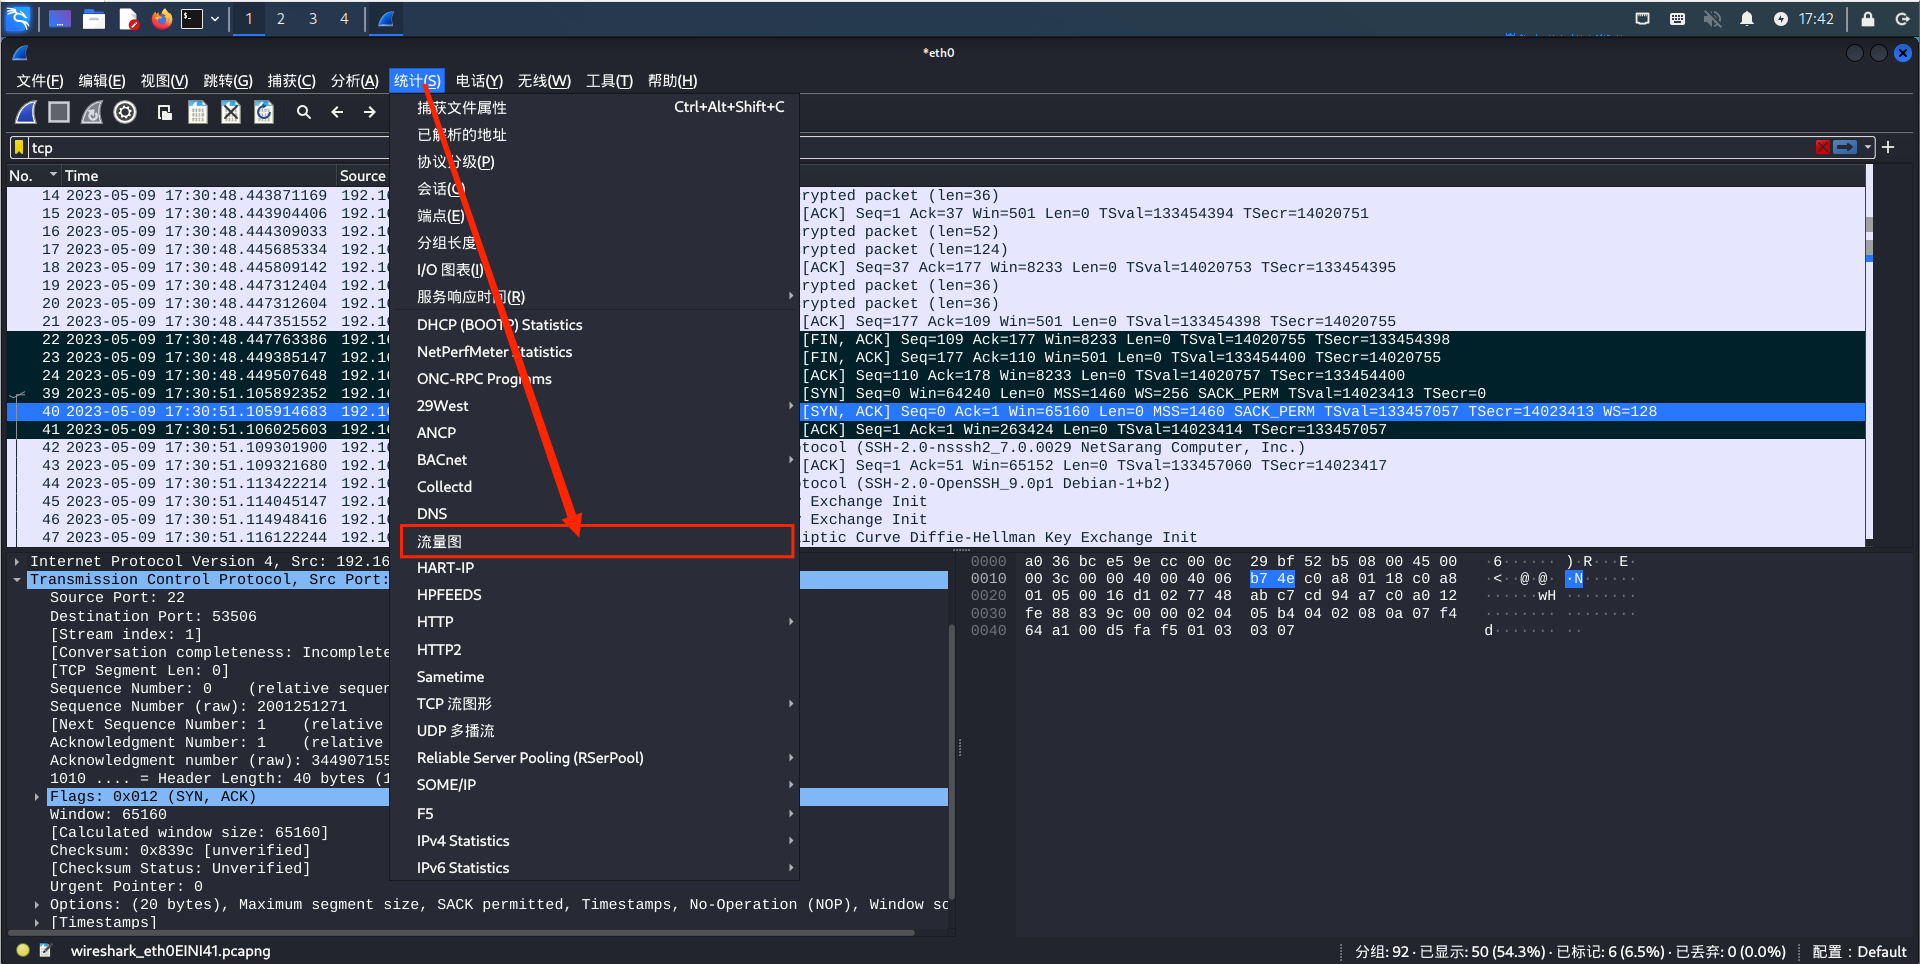 1 2 3 4
17:42
*eth0
文件(F) 编辑(E) 视图(V) 跳转(G) 捕获(C) 分析(A) 统计(S) 电话(Y) 无线(W) 工具(T) 帮助(H)
tcp
No. Time Source
14 2023-05-09 17:30:48.443871169 192.16 rypted packet (len=36)
15 2023-05-09 17:30:48.443904406 192.16 [ACK] Seq=1 Ack=37 Win=501 Len=0 TSval=133454394 TSecr=14020751
16 2023-05-09 17:30:48.444309033 192.16 rypted packet (len=52)
17 2023-05-09 17:30:48.445685334 192.16 rypted packet (len=124)
18 2023-05-09 17:30:48.445809142 192.16 [ACK] Seq=37 Ack=177 Win=8233 Len=0 TSval=14020753 TSecr=133454395
19 2023-05-09 17:30:48.447312404 192.16 rypted packet (len=36)
20 2023-05-09 17:30:48.447312604 192.16 rypted packet (len=36)
21 2023-05-09 17:30:48.447351552 192.16 [ACK] Seq=177 Ack=109 Win=501 Len=0 TSval=133454398 TSecr=14020755
22 2023-05-09 17:30:48.447763386 192.16 [FIN, ACK] Seq=109 Ack=177 Win=8233 Len=0 TSval=14020755 TSecr=133454398
23 2023-05-09 17:30:48.449385147 192.16 [FIN, ACK] Seq=177 Ack=110 Win=501 Len=0 TSval=133454400 TSecr=14020755
24 2023-05-09 17:30:48.449507648 192.16 [ACK] Seq=110 Ack=178 Win=8233 Len=0 TSval=14020757 TSecr=133454400
39 2023-05-09 17:30:51.105892352 192.16 [SYN] Seq=0 Win=64240 Len=0 MSS=1460 WS=256 SACK_PERM TSval=14023413 TSecr=0
40 2023-05-09 17:30:51.105914683 192.16 [SYN, ACK] Seq=0 Ack=1 Win=65160 Len=0 MSS=1460 SACK_PERM TSval=133457057 TSecr=14023413 WS=128
41 2023-05-09 17:30:51.106025603 192.16 [ACK] Seq=1 Ack=1 Win=263424 Len=0 TSval=14023414 TSecr=133457057
42 2023-05-09 17:30:51.109301900 192.16 tocol (SSH-2.0-nsssh2_7.0.0029 NetSarang Computer, Inc.)
43 2023-05-09 17:30:51.109321680 192.16 [ACK] Seq=1 Ack=51 Win=65152 Len=0 TSval=133457060 TSecr=14023417
44 2023-05-09 17:30:51.113422214 192.16 tocol (SSH-2.0-OpenSSH_9.0p1 Debian-1+b2)
45 2023-05-09 17:30:51.114045147 192.16 Exchange Init
46 2023-05-09 17:30:51.114948416 192.16 Exchange Init
47 2023-05-09 17:30:51.116122244 192.16 iptic Curve Diffie-Hellman Key Exchange Init
捕获文件属性 Ctrl+Alt+Shift+C
已解析的地址
协议分级(P)
会话(C)
端点(E)
分组长度
I/O 图表(I)
服务响应时间(R)
DHCP (BOOTP) Statistics
NetPerfMeter Statistics
ONC-RPC Programs
29West
ANCP
BACnet
Collectd
DNS
流量图
HART-IP
HPFEEDS
HTTP
HTTP2
Sametime
TCP 流图形
UDP 多播流
Reliable Server Pooling (RSerPool)
SOME/IP
F5
IPv4 Statistics
IPv6 Statistics
Internet Protocol Version 4, Src: 192.16
Transmission Control Protocol, Src Port:
Source Port: 22
Destination Port: 53506
[Stream index: 1]
[Conversation completeness: Incomplete
[TCP Segment Len: 0]
Sequence Number: 0 (relative sequen
Sequence Number (raw): 2001251271
[Next Sequence Number: 1 (relative
Acknowledgment Number: 1 (relative
Acknowledgment number (raw): 344907155
1010 .... = Header Length: 40 bytes (1
Flags: 0x012 (SYN, ACK)
Window: 65160
[Calculated window size: 65160]
Checksum: 0x839c [unverified]
[Checksum Status: Unverified]
Urgent Pointer: 0
Options: (20 bytes), Maximum segment size, SACK permitted, Timestamps, No-Operation (NOP), Window sc
[Timestamps]
0000 a0 36 bc e5 9e cc 00 0c 29 bf 52 b5 08 00 45 00 ·6······ )·R···E·
0010 00 3c 00 00 40 00 40 06 b7 4e c0 a8 01 18 c0 a8 ·<··@·@· ·N······
0020 01 05 00 16 d1 02 77 48 ab c7 cd 94 a7 c0 a0 12 ······wH ········
0030 fe 88 83 9c 00 00 02 04 05 b4 04 02 08 0a 07 f4 ········ ········
0040 64 a1 00 d5 fa f5 01 03 03 07 d······· ··
wireshark_eth0EINI41.pcapng
分组: 92 · 已显示: 50 (54.3%) · 已标记: 6 (6.5%) · 已丢弃: 0 (0.0%) 配置：Default